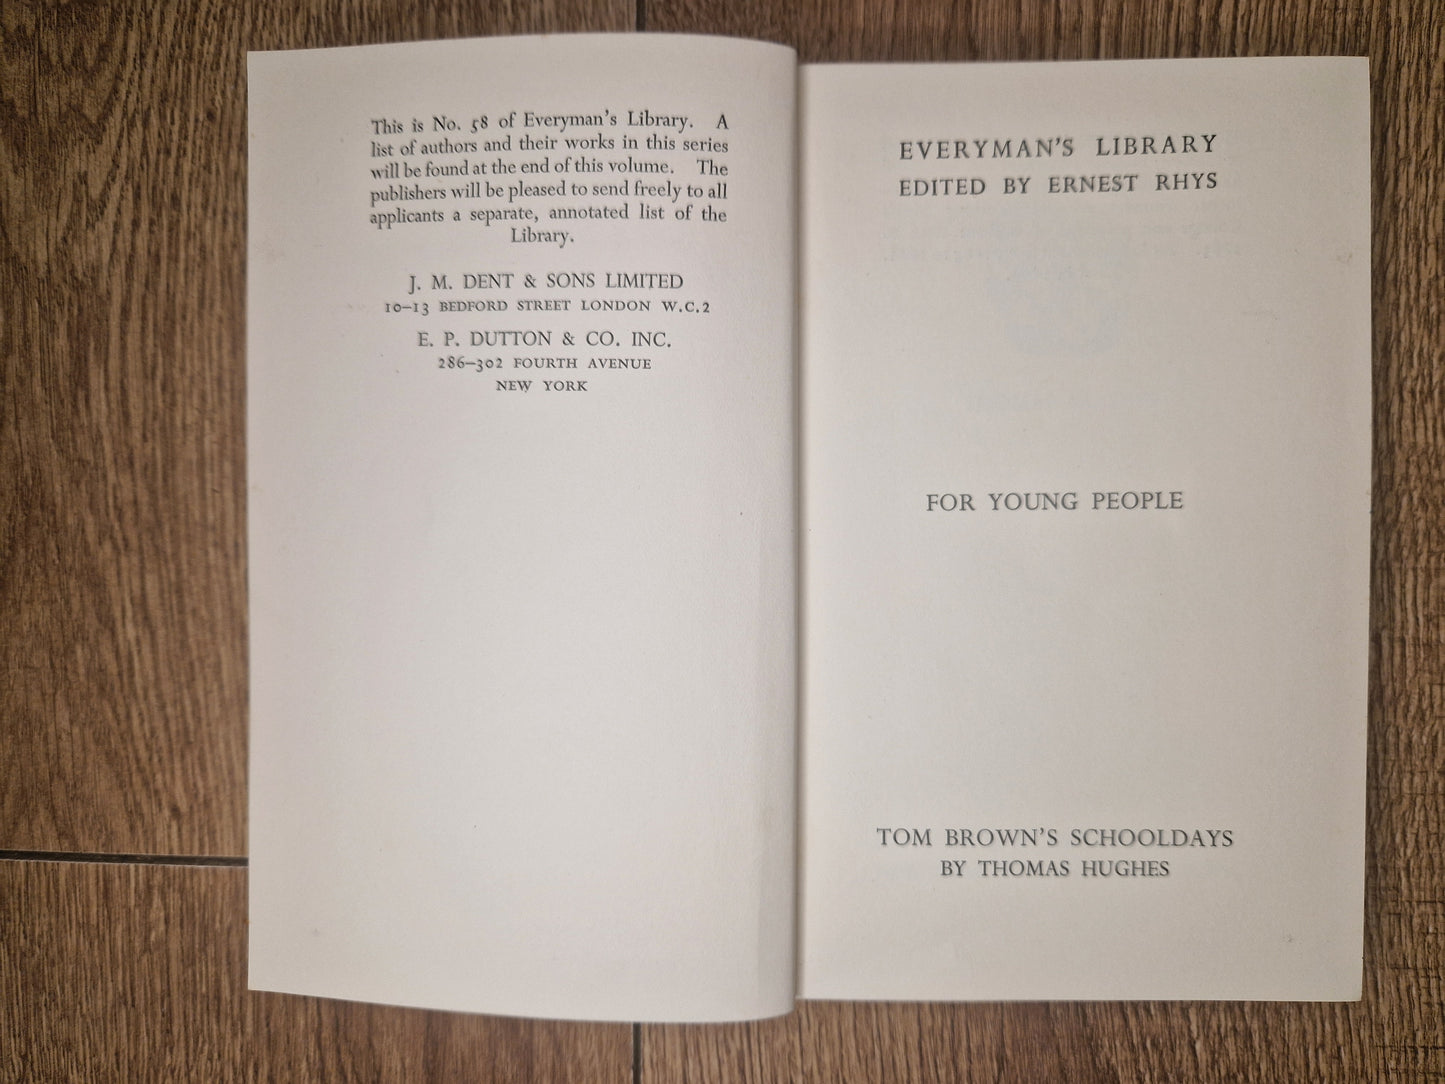 This is No. 58 of Everyman's Library. A
list of authors and their works in this series
will be found at the end of this volume. The
publishers will be pleased to send freely to all
applicants a separate, annotated list of the
Library.
J. M. DENT & SONS LIMITED
10–13 BEDFORD STREET LONDON W.C.2
E. P. DUTTON & CO. INC.
286–302 FOURTH AVENUE
NEW YORK
EVERYMAN'S LIBRARY
EDITED BY ERNEST RHYS
FOR YOUNG PEOPLE
TOM BROWN'S SCHOOLDAYS
BY THOMAS HUGHES